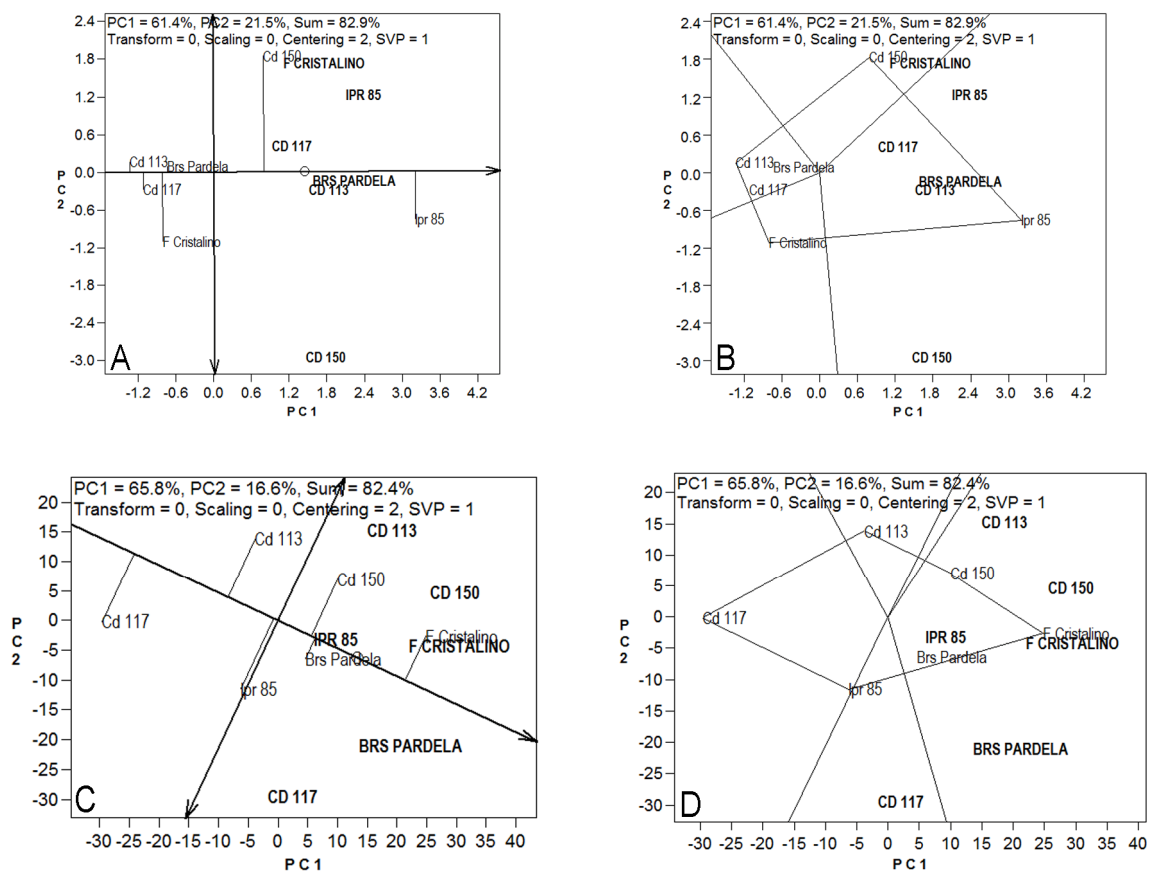 PC1 = 61.4%, PC2 = 21.5%, Sum = 82.9%
Transform = 0, Scaling = 0, Centering = 2, SVP = 1
2.4
1.8
1.2
0.6
0.0
-0.6
-1.2
-1.8
-2.4
-3.0
PC2
Cd 150
F CRISTALINO
IPR 85
CD 117
Cd 113
Brs Pardela
BRS PARDELA
Cd 117
CD 113
Ipr 85
F Cristalino
CD 150
A
-1.2 -0.6 0.0 0.6 1.2 1.8 2.4 3.0 3.6 4.2
PC1
PC1 = 61.4%, PC2 = 21.5%, Sum = 82.9%
Transform = 0, Scaling = 0, Centering = 2, SVP = 1
2.4
1.8
1.2
0.6
0.0
-0.6
-1.2
-1.8
-2.4
-3.0
PC2
Cd 150
F CRISTALINO
IPR 85
CD 117
Cd 113
Brs Pardela
BRS PARDELA
Cd 117
CD 113
Ipr 85
F Cristalino
CD 150
B
-1.2 -0.6 0.0 0.6 1.2 1.8 2.4 3.0 3.6 4.2
PC1
PC1 = 65.8%, PC2 = 16.6%, Sum = 82.4%
Transform = 0, Scaling = 0, Centering = 2, SVP = 1
20
15
10
5
0
-5
-10
-15
-20
-25
-30
PC2
CD 113
Cd 113
Cd 150
CD 150
Cd 117
IPR 85
F Cristalino
F CRISTALINO
Brs Pardela
Ipr 85
BRS PARDELA
CD 117
C
-30 -25 -20 -15 -10 -5 0 5 10 15 20 25 30 35 40
PC1
PC1 = 65.8%, PC2 = 16.6%, Sum = 82.4%
Transform = 0, Scaling = 0, Centering = 2, SVP = 1
20
15
10
5
0
-5
-10
-15
-20
-25
-30
PC2
CD 113
Cd 113
Cd 150
CD 150
Cd 117
IPR 85
F Cristalino
F CRISTALINO
Brs Pardela
Ipr 85
BRS PARDELA
CD 117
D
-30 -25 -20 -15 -10 -5 0 5 10 15 20 25 30 35 40
PC1